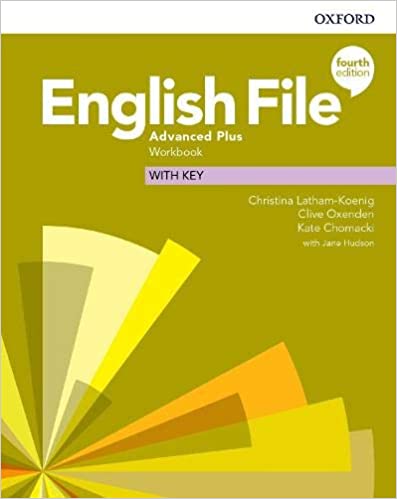 OXFORD
fourth
edition
English File
Advanced Plus
Workbook
WITH KEY
Christina Latham-Koenig
Clive Oxenden
Kate Chomacki
with Jane Hudson